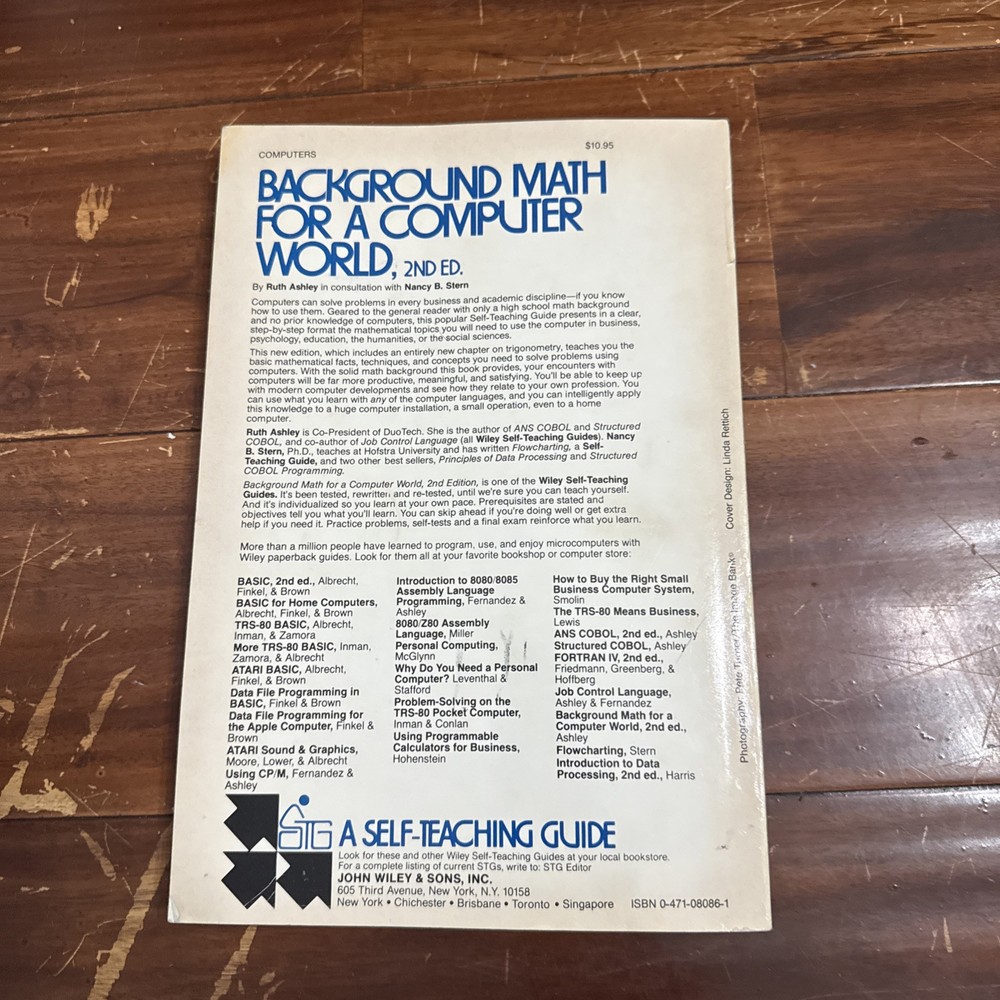 COMPUTERS
$10.95
BACKGROUND MATH
FOR A COMPUTER
WORLD, 2ND ED.
By Ruth Ashley in consultation with Nancy B. Stern
Computers can solve problems in every business and academic discipline—if you know
how to use them. Geared to the general reader with only a high school math background
and no prior knowledge of computers, this popular Self-Teaching Guide presents in a clear,
step-by-step format the mathematical topics you will need to use the computer in business,
psychology, education, the humanities, or the social sciences.
This new edition, which includes an entirely new chapter on trigonometry, teaches you the
basic mathematical facts, techniques, and concepts you need to solve problems using
computers. With the solid math background this book provides, your encounters with
computers will be far more productive, meaningful, and satisfying. You'll be able to keep up
with modern computer developments and see how they relate to your own profession. You
can use what you learn with any of the computer languages, and you can intelligently apply
this knowledge to a huge computer installation, a small operation, even to a home
computer.
Ruth Ashley is Co-President of DuoTech. She is the author of ANS COBOL and Structured
COBOL, and co-author of Job Control Language (all Wiley Self-Teaching Guides). Nancy
B. Stern, Ph.D., teaches at Hofstra University and has written Flowcharting, a Self-
Teaching Guide, and two other best sellers, Principles of Data Processing and Structured
COBOL Programming.
Background Math for a Computer World, 2nd Edition, is one of the Wiley Self-Teaching
Guides. It's been tested, rewritten and re-tested, until we're sure you can teach yourself.
And it's individualized so you learn at your own pace. Prerequisites are stated and
objectives tell you what you'll learn. You can skip ahead if you're doing well or get extra
help if you need it. Practice problems, self-tests and a final exam reinforce what you learn.
More than a million people have learned to program, use, and enjoy microcomputers with
Wiley paperback guides. Look for them all at your favorite bookshop or computer store:
BASIC, 2nd ed., Albrecht,
Finkel, & Brown
BASIC for Home Computers,
Albrecht, Finkel, & Brown
TRS-80 BASIC, Albrecht,
Inman, & Zamora
More TRS-80 BASIC, Inman,
Zamora, & Albrecht
ATARI BASIC, Albrecht,
Finkel, & Brown
Data File Programming in
BASIC, Finkel & Brown
Data File Programming for
the Apple Computer, Finkel &
Brown
ATARI Sound & Graphics,
Moore, Lower, & Albrecht
Using CP/M, Fernandez &
Ashley
Introduction to 8080/8085
Assembly Language
Programming, Fernandez &
Ashley
8080/Z80 Assembly
Language, Miller
Personal Computing,
McGlynn
Why Do You Need a Personal
Computer? Leventhal &
Stafford
Problem-Solving on the
TRS-80 Pocket Computer,
Inman & Conlan
Using Programmable
Calculators for Business,
Hohenstein
How to Buy the Right Small
Business Computer System,
Smolin
The TRS-80 Means Business,
Lewis
ANS COBOL, 2nd ed., Ashley
Structured COBOL, Ashley
FORTRAN IV, 2nd ed.,
Friedmann, Greenberg, &
Hoffberg
Job Control Language,
Ashley & Fernandez
Background Math for a
Computer World, 2nd ed.,
Ashley
Flowcharting, Stern
Introduction to Data
Processing, 2nd ed., Harris
Photography: Pete Turner/The Image Bank® Cover Design: Linda Rettich
STG A SELF-TEACHING GUIDE
Look for these and other Wiley Self-Teaching Guides at your local bookstore.
For a complete listing of current STGs, write to: STG Editor
JOHN WILEY & SONS, INC.
605 Third Avenue, New York, N.Y. 10158
New York • Chichester • Brisbane • Toronto • Singapore ISBN 0-471-08086-1